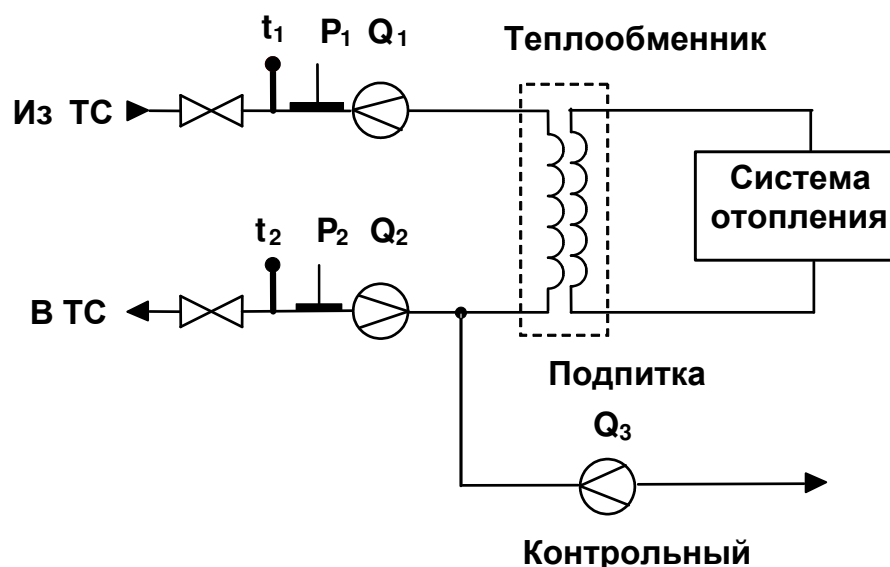 t₁ P₁ Q₁ Теплообменник
Из ТС
Система
отопления
t₂ P₂ Q₂
В ТС
Подпитка
Q₃
Контрольный